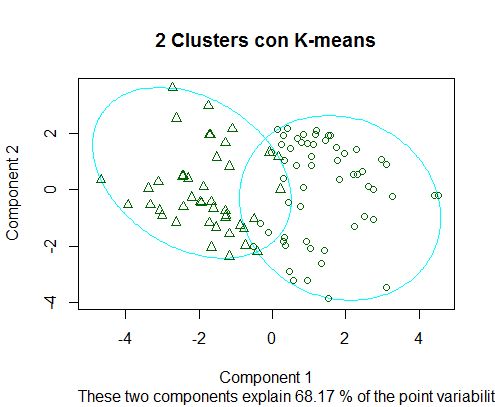 2 Clusters con K-means
Component 2
2
0
-2
-4
-4
-2
0
2
4
Component 1
These two components explain 68.17 % of the point variabilit